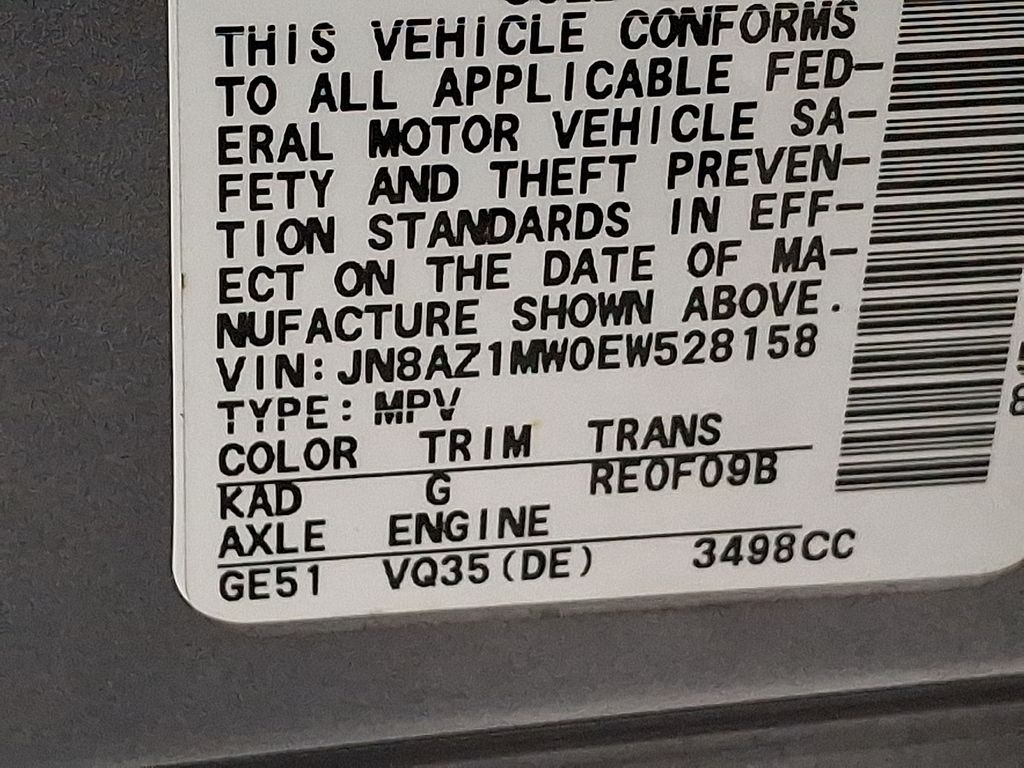 THIS VEHICLE CONFORMS
TO ALL APPLICABLE FED-
ERAL MOTOR VEHICLE SA-
FETY AND THEFT PREVEN-
TION STANDARDS IN EFF-
ECT ON THE DATE OF MA-
NUFACTURE SHOWN ABOVE.
VIN: JN8AZ1MW0EW528158
TYPE: MPV
COLOR TRIM TRANS
KAD G RE0F09B
AXLE ENGINE
GE51 VQ35(DE) 3498CC